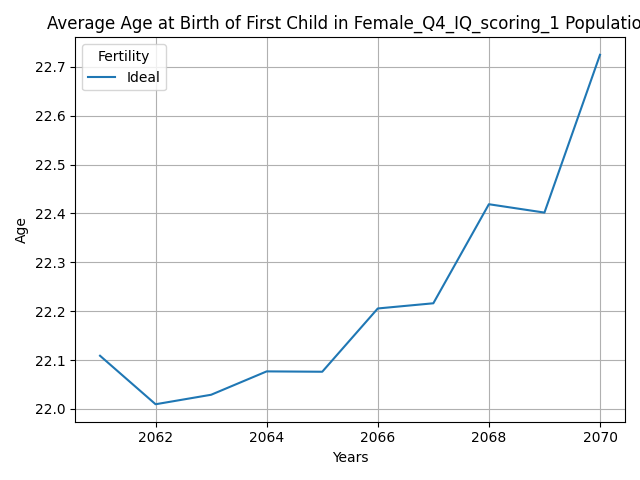 Average Age at Birth of First Child in Female_Q4_IQ_scoring_1 Populatio
Fertility
Ideal
22.7
22.6
22.5
22.4
22.3
22.2
22.1
22.0
Age
2062 2064 2066 2068 2070
Years